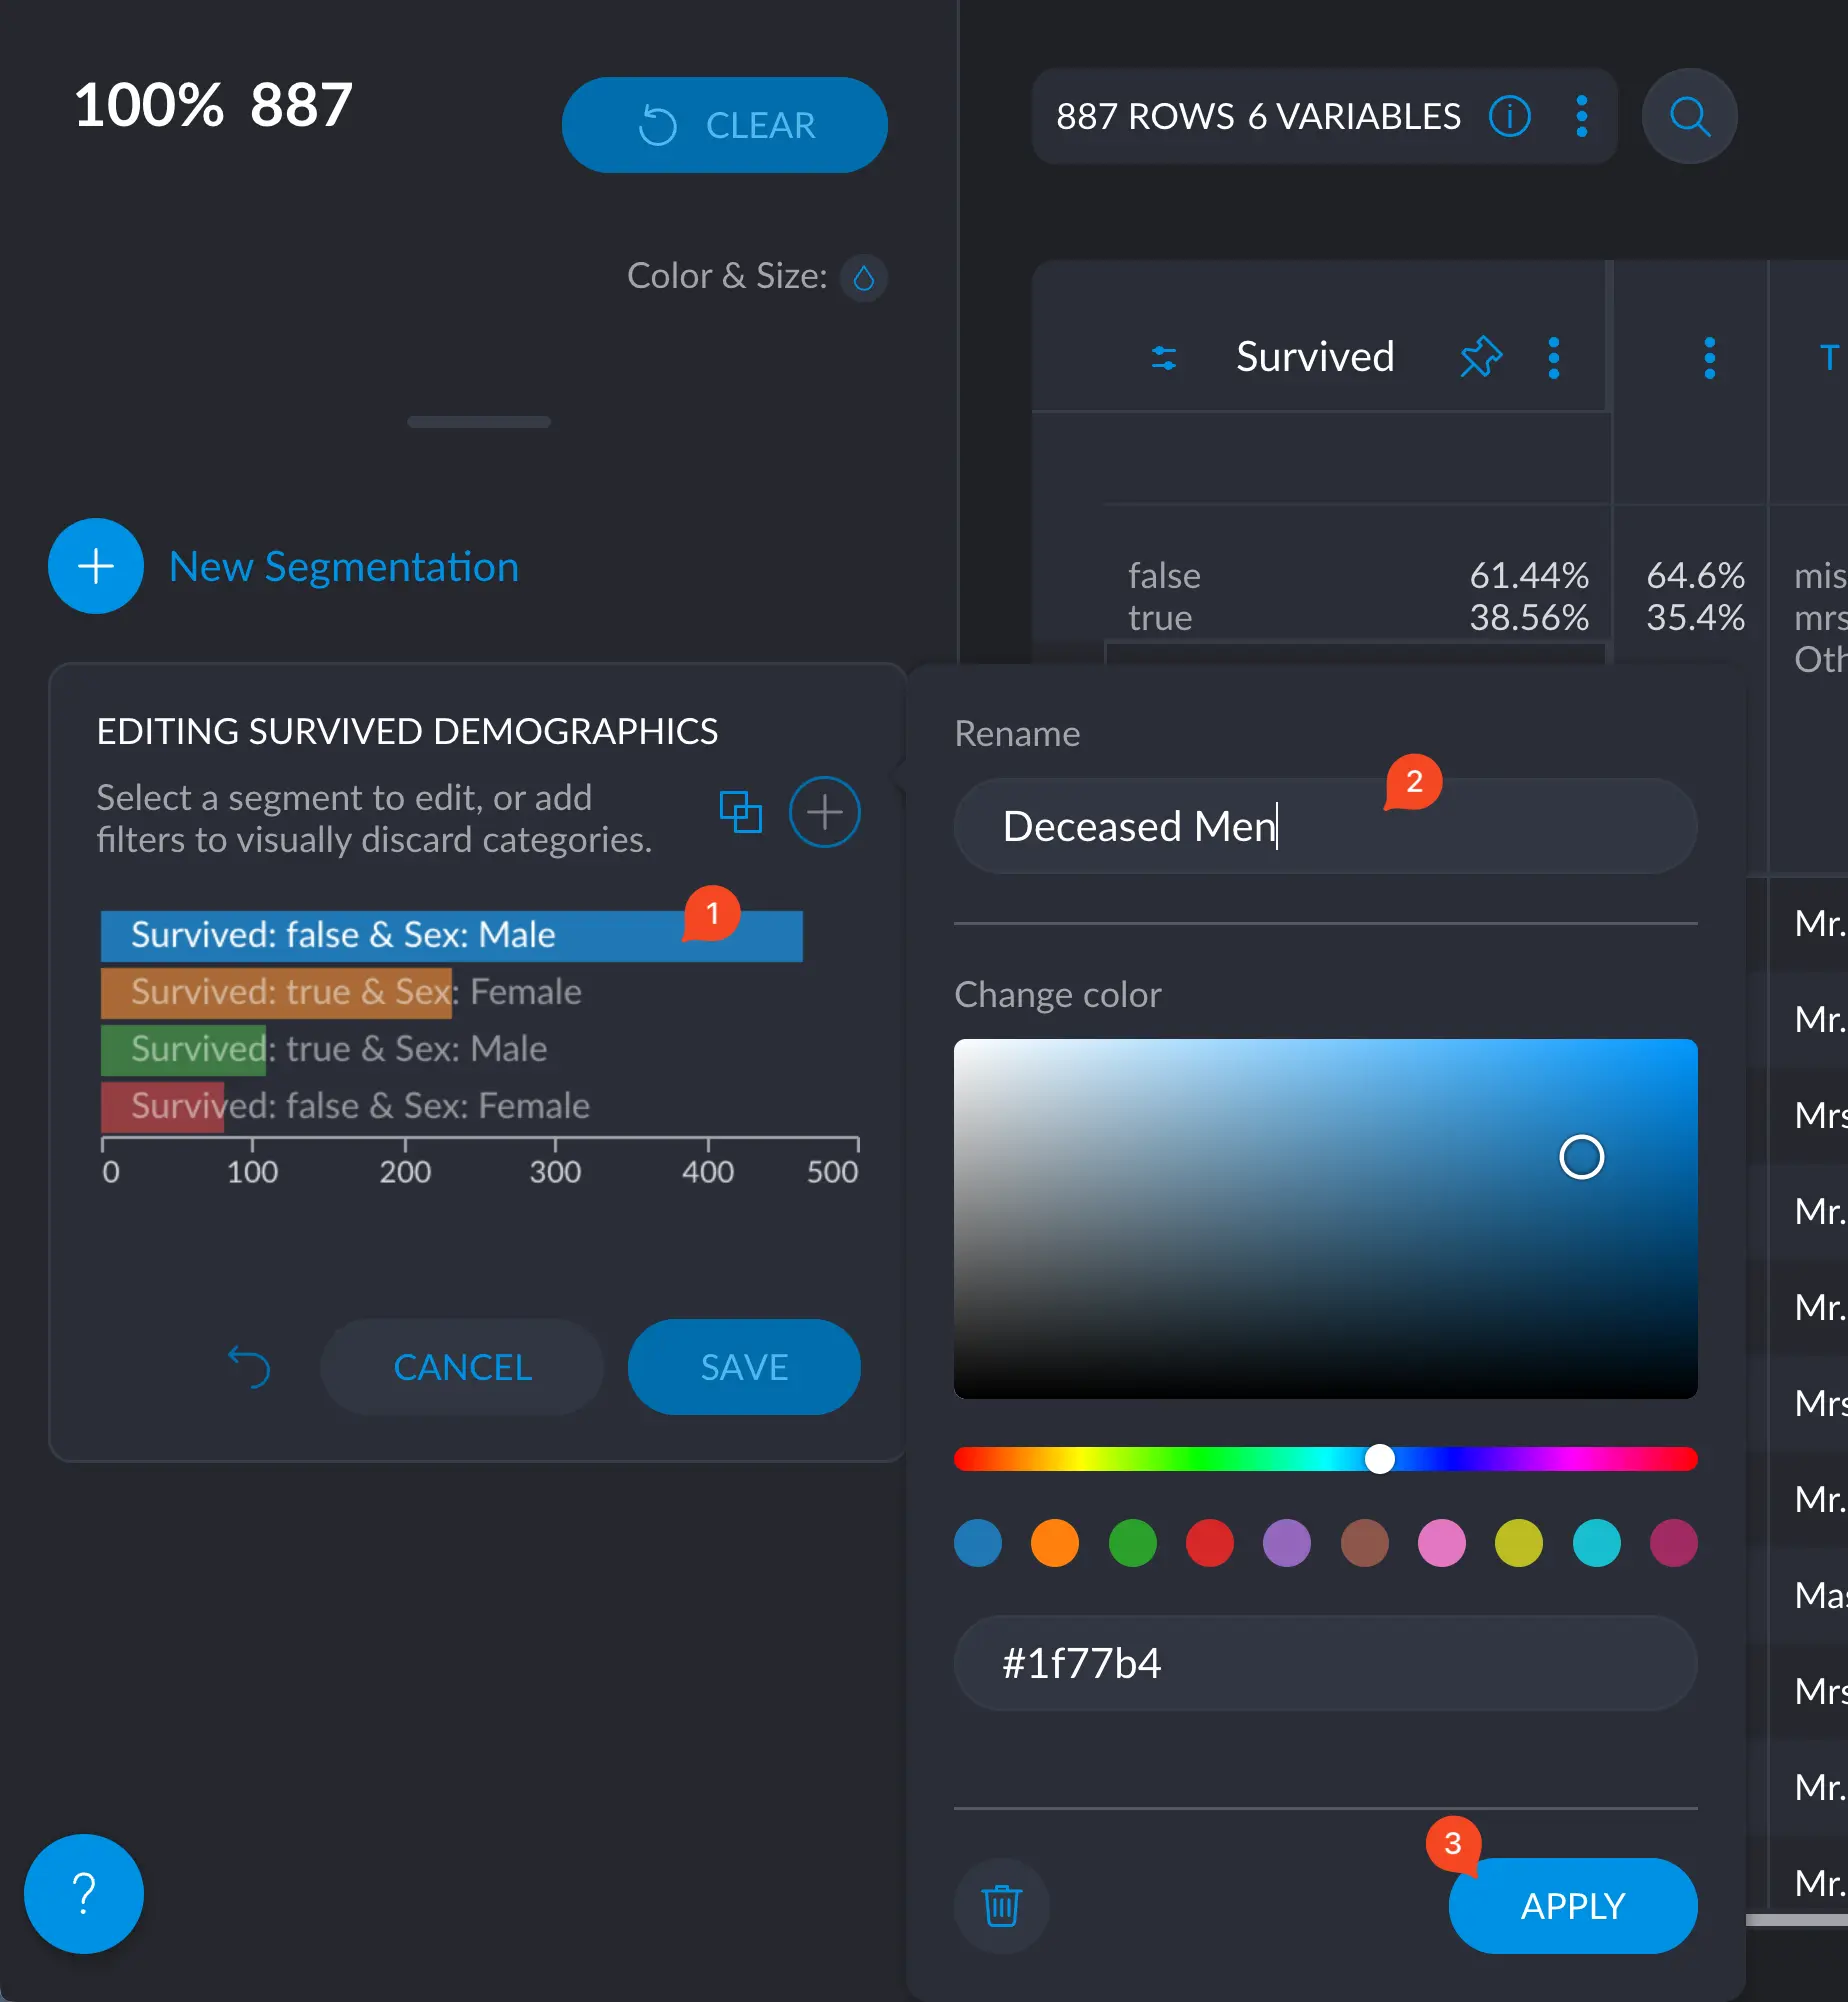 100% 887
CLEAR
Color & Size:
New Segmentation
EDITING SURVIVED DEMOGRAPHICS
Select a segment to edit, or add
filters to visually discard categories.
1
Survived: false & Sex: Male
Survived: true & Sex: Female
Survived: true & Sex: Male
Survived: false & Sex: Female
0 100 200 300 400 500
CANCEL SAVE
?
887 ROWS 6 VARIABLES
Survived
T
false 61.44% 64.6% mis
true 38.56% 35.4% mrs
Oth
Rename
2
Deceased Men
Change color
#1f77b4
3
APPLY
Mr.
Mr.
Mrs
Mr.
Mr.
Mrs
Mr.
Mas
Mrs
Mr.
Mr.